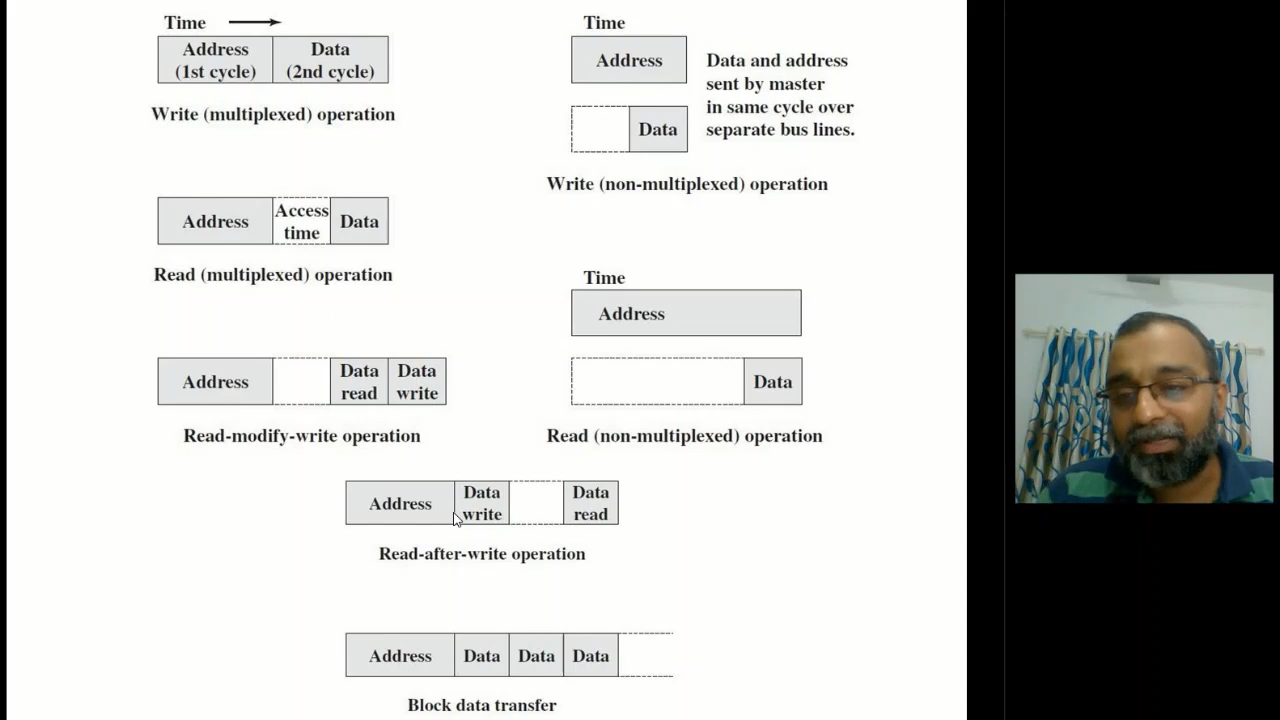 Time
Address
(1st cycle)
Data
(2nd cycle)
Write (multiplexed) operation
Time
Address
Data
Data and address
sent by master
in same cycle over
separate bus lines.
Write (non-multiplexed) operation
Address
Access
time
Data
Read (multiplexed) operation
Time
Address
Data
Read (non-multiplexed) operation
Address
Data
read
Data
write
Read-modify-write operation
Address
Data
write
Data
read
Read-after-write operation
Address
Data
Data
Data
Block data transfer